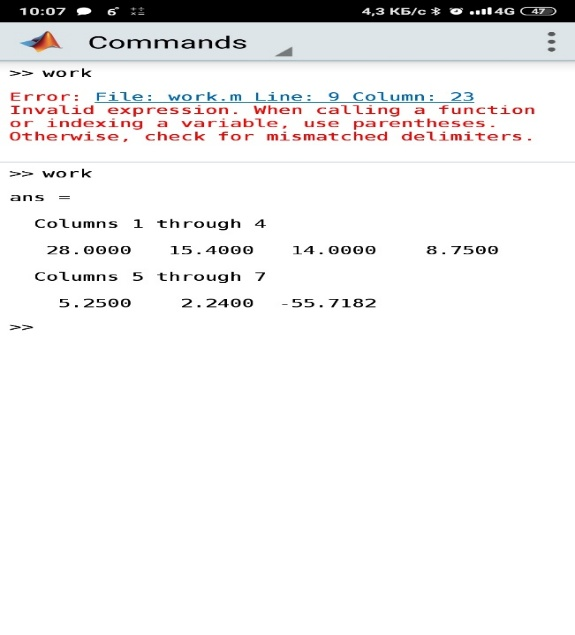 10:07
4,3 КБ/с 4G 47
Commands
>> work
Error: File: work.m Line: 9 Column: 23
Invalid expression. When calling a function
or indexing a variable, use parentheses.
Otherwise, check for mismatched delimiters.
>> work
ans =
Columns 1 through 4
28.0000 15.4000 14.0000 8.7500
Columns 5 through 7
5.2500 2.2400 -55.7182
>>